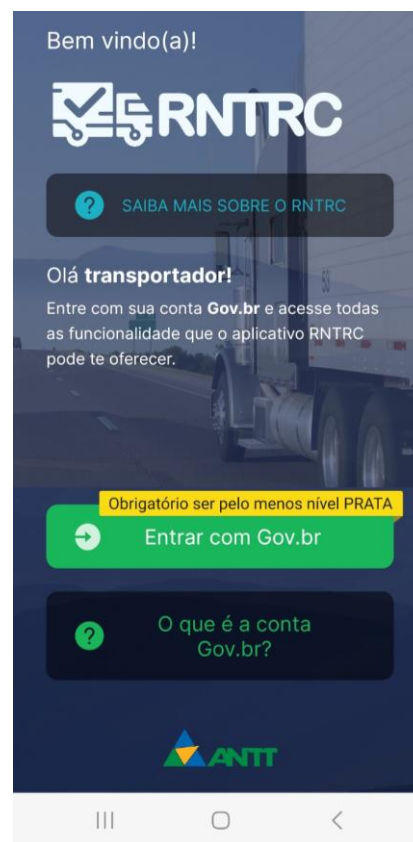 Bem vindo(a)!
RNTRC
SAIBA MAIS SOBRE O RNTRC
Olá transportador!
Entre com sua conta Gov.br e acesse todas
as funcionalidade que o aplicativo RNTRC
pode te oferecer.
Obrigatório ser pelo menos nível PRATA
Entrar com Gov.br
O que é a conta
Gov.br?
ANTT